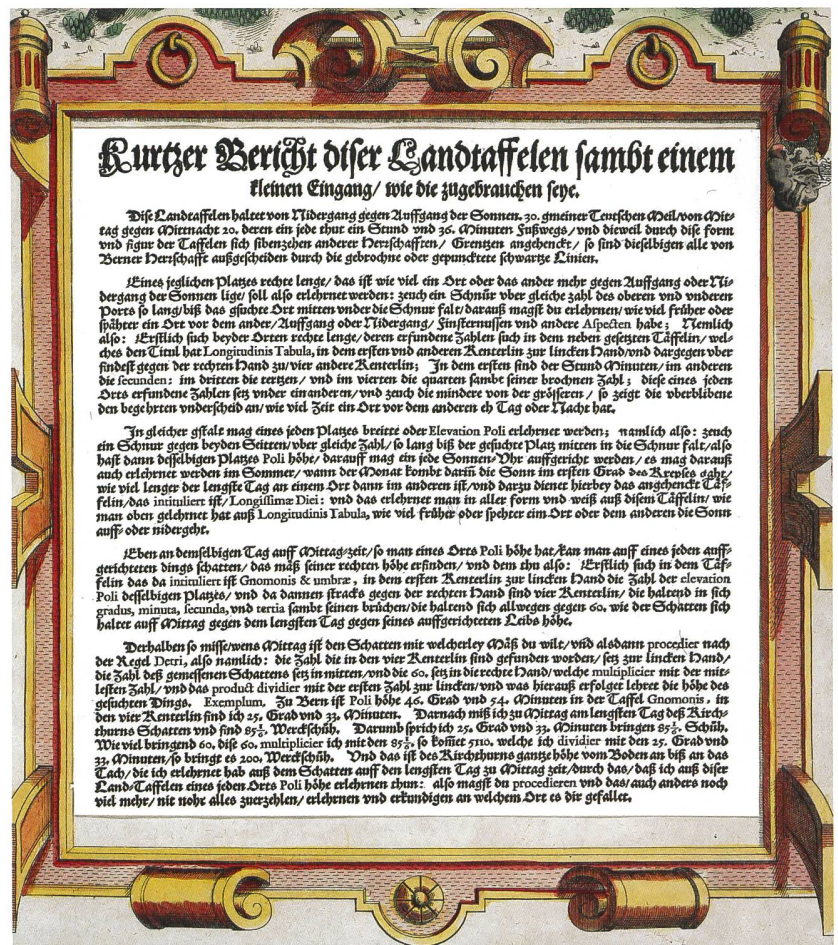 Kurtzer Bericht diser Landtaffelen sambt einem
kleinen Eingang/ wie die zugebrauchen seye.
Dise Landtaffelen haltet von Nidergang gegen Auffgang der Sonnen. 30. gmeiner Teutschen Meil/von Mit-
tag gegen Mittnacht 20. deren ein jede thut ein Stund vnd 36. Minuten Fußwegs/ vnd dieweil durch dise form
vnd figur der Taffelen sich sibenzehen anderer Herrschafften/ Grentzen angehenckt/ so sind dieselbigen alle von
Berner Herrschafft außgescheiden durch die gebrochne oder gepuncktete schwartze Linien.
Eines jeglichen Platzes rechte lenge/ das ist wie viel ein Ort oder das ander mehr gegen Auffgang oder Ni-
dergang der Sonnen lige/ soll also erlehrnet werden: zeuch ein Schnůr vber gleiche zahl des oberen vnd vnderen
Ports so lang/ biß das gsuchte Ort mitten vnder die Schnur falt/ darauß magst du erlehrnen/ wie viel früher oder
später ein Ort vor dem ander/ Auffgang oder Nidergang/ Finsternussen vnd andere Aspecten habe; Nemlich
also: Erstlich such beyder Orten rechte lenge/ deren erfundene Zahlen such in dem neben gesetzten Täffelin/ wel-
ches den Titul hat Longitudinis Tabula, in dem ersten vnd anderen Renterlin zur lincken Hand/vnd dargegen vber
findest gegen der rechten Hand zu/vier andere Renterlin; In dem ersten sind der Stund Minuten/ im anderen
die secunden: im dritten die tertzen/ vnd im vierten die quarten sambt seiner brochnen Zahl; diese eines jeden
Orts erfundene Zahlen setz vnder einanderen/ vnd zeuch die mindere von der grösseren/ so zeigt die vberblibene
den begehrten vnderscheid an/ wie viel Zeit ein Ort vor dem anderen eh Tag oder Nacht hat.
In gleicher gstalt mag eines jeden Platzes breitte oder Elevation Poli erlehrnet werden; namlich also: zeuch
ein Schnur gegen beyden Seitten/vber gleiche Zahl/ so lang biß der gesuchte Platz mitten in die Schnur falt/also
hast dann desselbigen Platzes Poli höhe/ darauff mag ein jede Sonnen-Vhr auffgericht werden/ es mag darauß
auch erlehrnet werden im Sommer/ wann der Monat kombt darin̄ die Sonn im ersten Grad des Krepses gaht/
wie viel lenger der lengste Tag an einem Ort dann im anderen ist/vnd darzu dienet hierbey das angehenckt Täf-
felin/das intituliert ist/ Longissimæ Diei: vnd das erlehrnet man in aller form vnd weiß auß disem Täffelin/ wie
man oben gelehrnet hat auß Longitudinis Tabula, wie viel früher oder spehter ein Ort oder dem anderen die Sonn
auff- oder nidergeht.
Eben an demselbigen Tag auff Mittag-zeit/ so man eines Orts Poli höhe hat/kan man auff eines jeden auff-
gerichteten dings schatten/ das mäß seiner rechten höhe erfinden/ vnd dem thu also: Erstlich such in dem Täf-
felin das da intituliert ist Gnomonis & umbræ, in dem ersten Renterlin zur lincken Hand die Zahl der elevation
Poli desselbigen Platzes/ vnd da dannen stracks gegen der rechten Hand sind vier Renterlin/ die haltend in sich
gradus, minuta, secunda, vnd tertia sambt seinen brüchen/die haltend sich allwegen gegen 60. wie der Schatten sich
haltet auff Mittag gegen dem lengsten Tag gegen seines auffgerichteten Leibs höhe.
Derhalben so misse/wens Mittag ist den Schatten mit welcherley Mäß du wilt/ vn̄d alsdann procedier nach
der Regel Detri, also namlich: die Zahl die in den vier Renterlin sind gefunden worden/ setz zur lincken Hand/
die Zahl deß gemessenen Schattens setz in mitten/ vnd die 60. setz in die rechte Hand/ welche multiplicier mit der mit-
lesten Zahl/ vnd das product dividier mit der ersten Zahl zur lincken/ vnd was hierauß erfolget lehret die höhe des
gesuchten Dings. Exemplum. Zu Bern ist Poli höhe 46. Grad vnd 54. Minuten in der Taffel Gnomonis, in
den vier Renterlin find ich 25. Grad vnd 33. Minuten. Darnach miß ich zu Mittag am lengsten Tag deß Kirch-
thurns Schatten vnd find 85½. Werckschůh. Darumb sprich ich 25. Grad vnd 33. Minuten bringen 85½. Schůh.
Wie viel bringend 60. dise 60. multiplicier ich mit den 85½. so kom̄et 5110. welche ich dividier mit den 25. Grad vnd
33. Minuten/ so bringt es 200. Werckschůh. Vnd das ist des Kirchthurns gantze höhe vom Boden an biß an das
Tach/ die ich erlehrnet hab auß dem Schatten auff den lengsten Tag zu Mittag zeit/durch das/ daß ich auß diser
Land-Taffelen eines jeden Orts Poli höhe erlehrnen thun: also magst du procedieren vnd das/ auch anders noch
viel mehr/ nit nohr alles zuerzehlen/ erlehrnen vnd erkundigen an welchem Ort es dir gefallet.